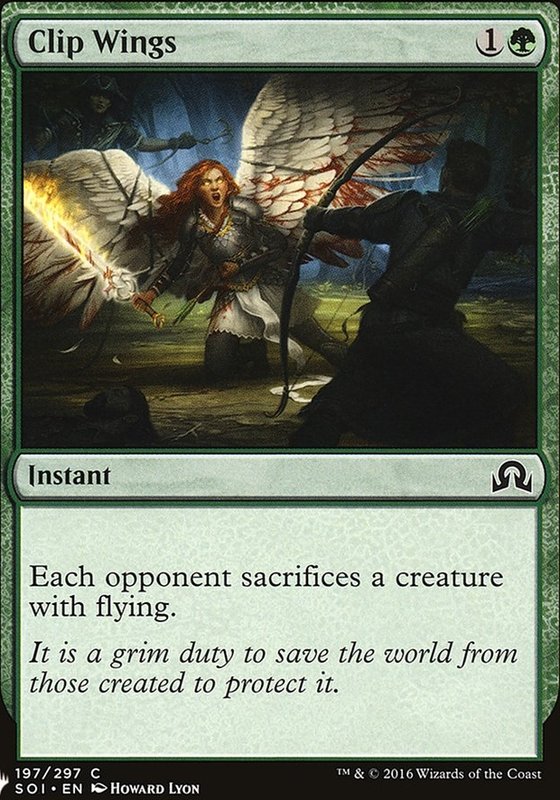 Clip Wings 1
Instant
Each opponent sacrifices a creature
with flying.
It is a grim duty to save the world from
those created to protect it.
197/297 C
SOI • EN Howard Lyon
™ & © 2016 Wizards of the Coast